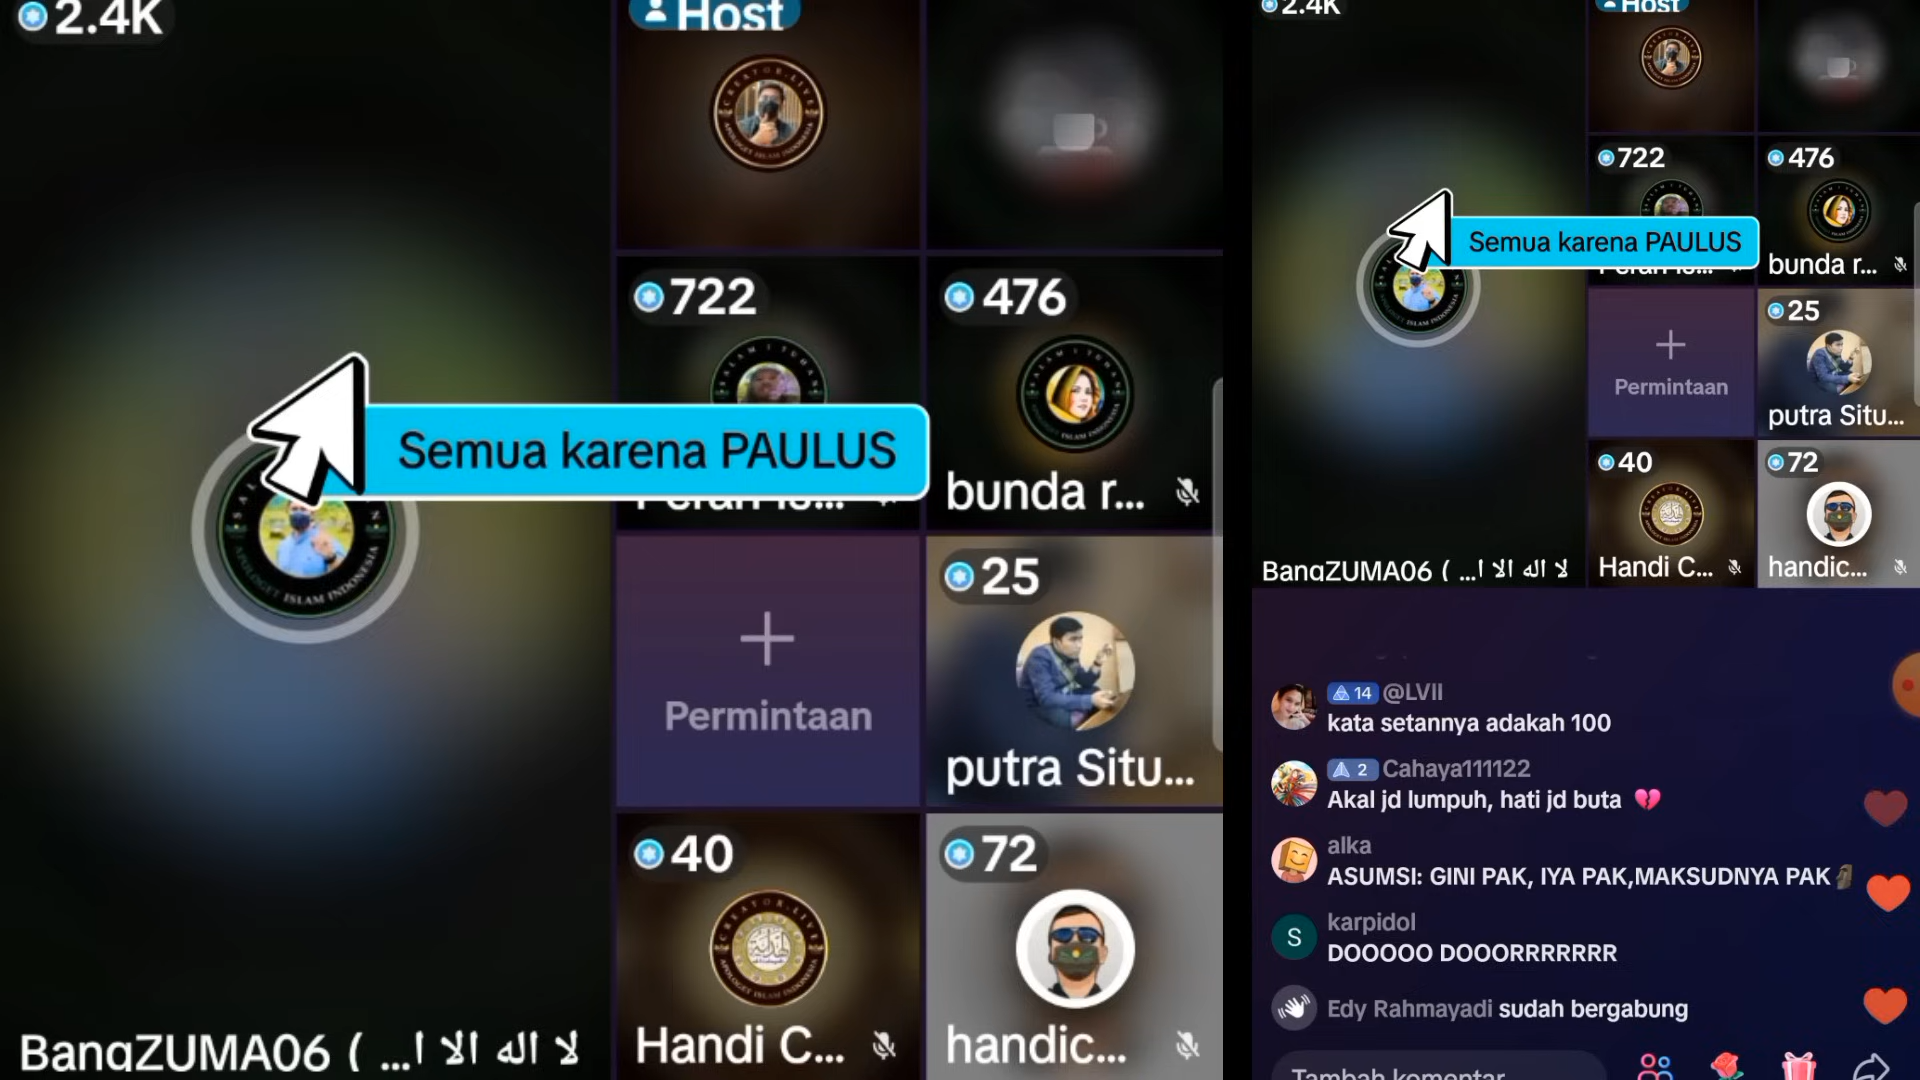 2.4K
Host
722
476
Semua karena PAULUS
bunda r...
Permintaan
25
putra Situ...
40
Handi C...
72
handic...
BangZUMA06 ( ...لا اله الا ا
2.4K
Host
722
476
Semua karena PAULUS
bunda r...
Permintaan
25
putra Situ...
40
Handi C...
72
handic...
BangZUMA06 ( ...لا اله الا ا
14 @LVII
kata setannya adakah 100
2 Cahaya111122
Akal jd lumpuh, hati jd buta 💔
alka
ASUMSI: GINI PAK, IYA PAK,MAKSUDNYA PAK🗿
S
karpidol
DOOOOO DOOORRRRRRR
Edy Rahmayadi sudah bergabung
Tambah komentar